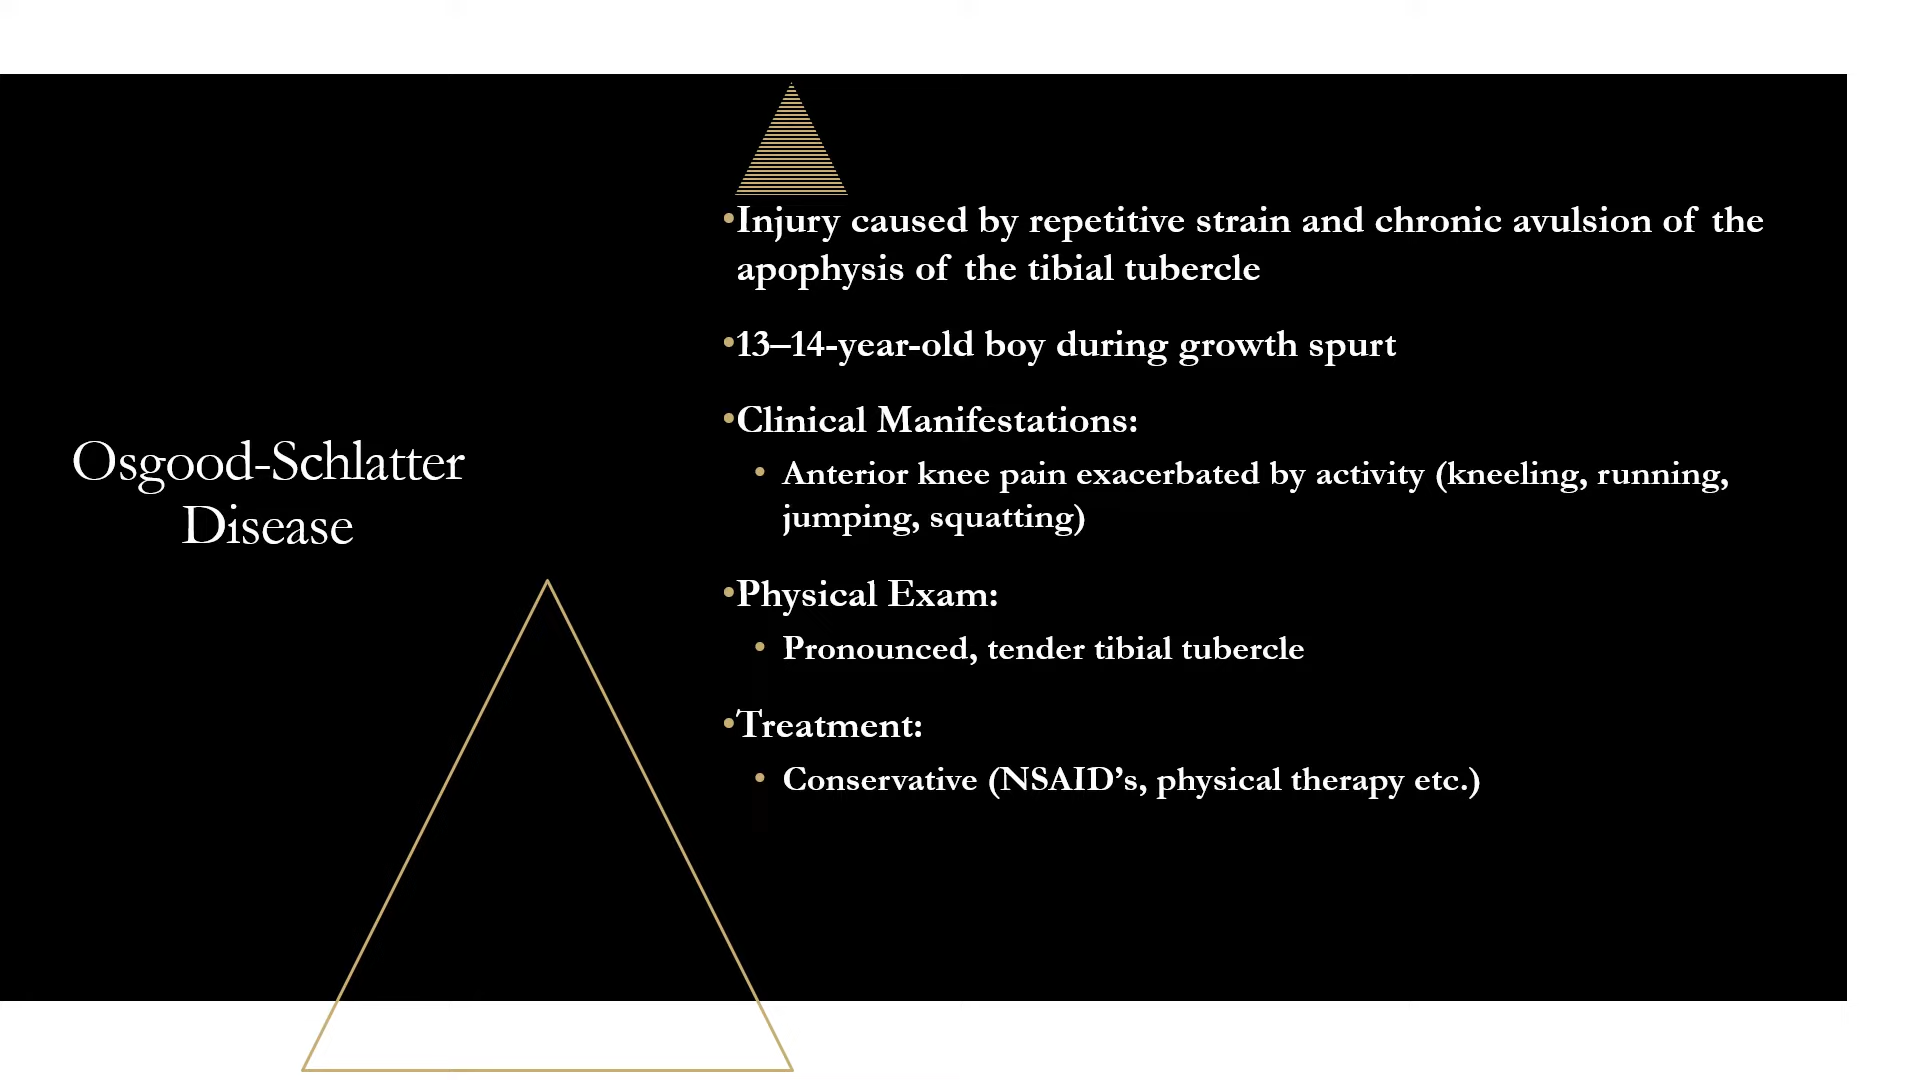 Osgood-Schlatter
Disease
•Injury caused by repetitive strain and chronic avulsion of the
apophysis of the tibial tubercle
•13–14-year-old boy during growth spurt
•Clinical Manifestations:
• Anterior knee pain exacerbated by activity (kneeling, running,
jumping, squatting)
•Physical Exam:
• Pronounced, tender tibial tubercle
•Treatment:
• Conservative (NSAID’s, physical therapy etc.)